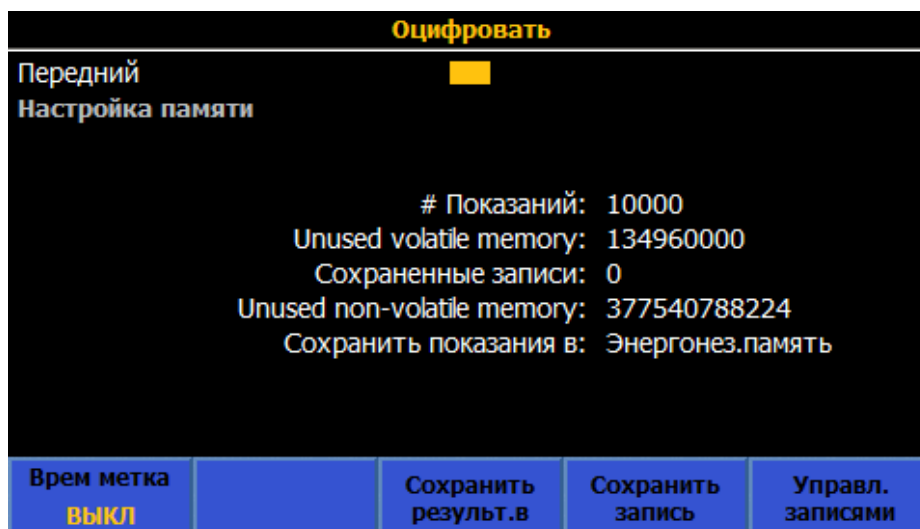 Оцифровать
Передний
Настройка памяти
# Показаний: 10000
Unused volatile memory: 134960000
Сохраненные записи: 0
Unused non-volatile memory: 377540788224
Сохранить показания в: Энергонез.память
Врем метка
ВЫКЛ
Сохранить
результ.в
Сохранить
запись
Управл.
записями